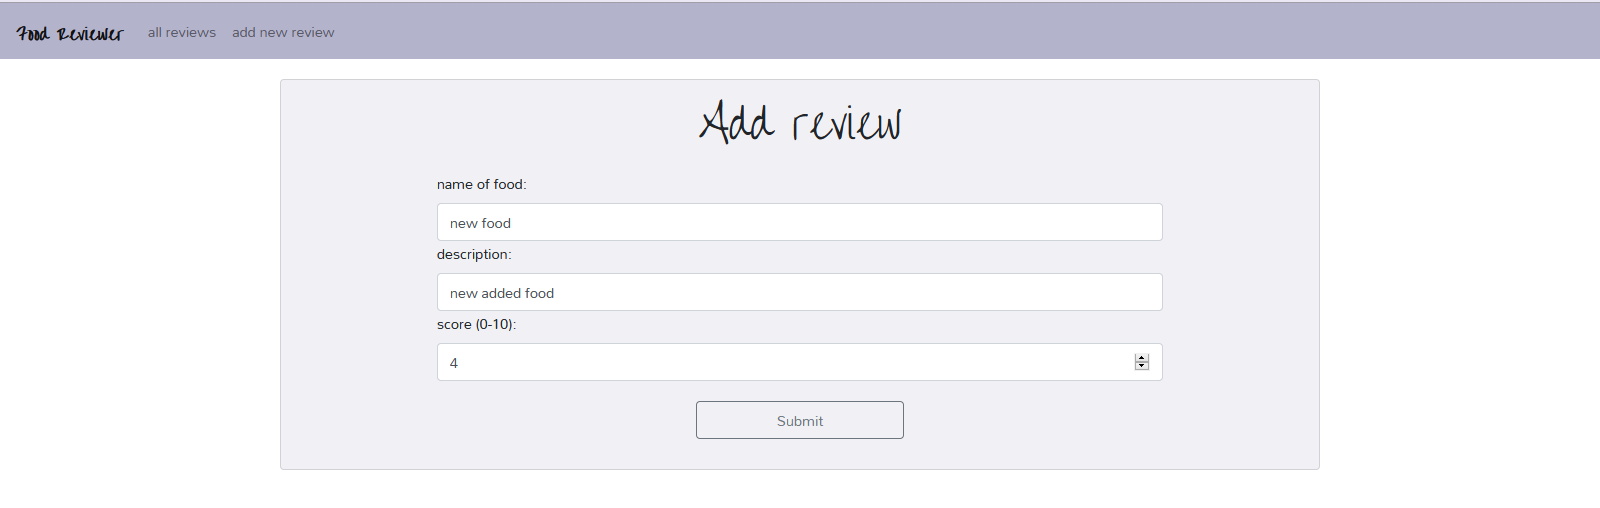 Food Reviewer all reviews add new review
Add review
name of food:
new food
description:
new added food
score (0-10):
4
Submit